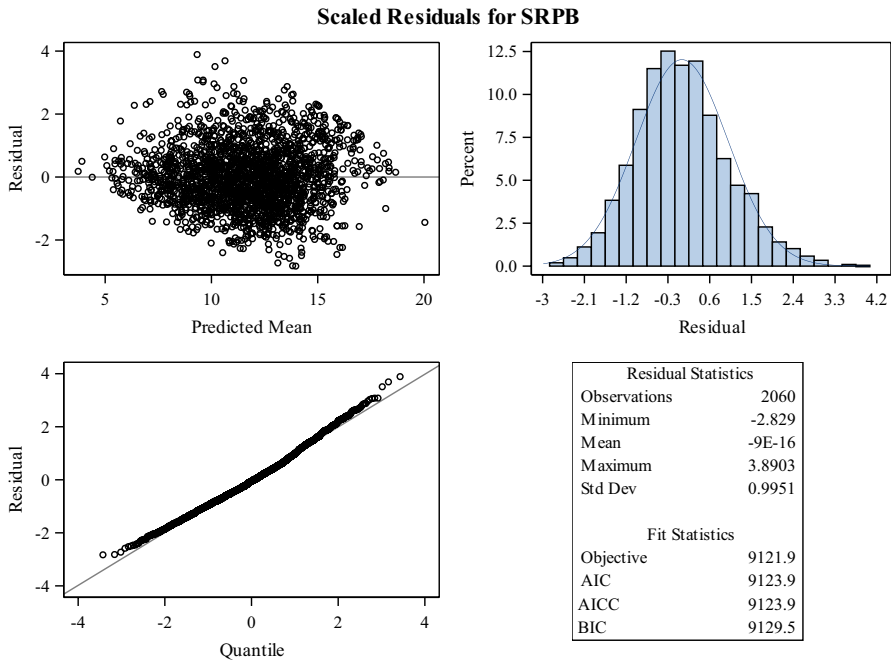 Scaled Residuals for SRPB
4
2
0
-2
Residual
5
10
15
20
Predicted Mean
12.5
10.0
7.5
5.0
2.5
0.0
Percent
-3
-2.1
-1.2
-0.3
0.6
1.5
2.4
3.3
4.2
Residual
4
2
0
-2
-4
Residual
-4
-2
0
2
4
Quantile
Residual Statistics
Observations 2060
Minimum -2.829
Mean -9E-16
Maximum 3.8903
Std Dev 0.9951
Fit Statistics
Objective 9121.9
AIC 9123.9
AICC 9123.9
BIC 9129.5